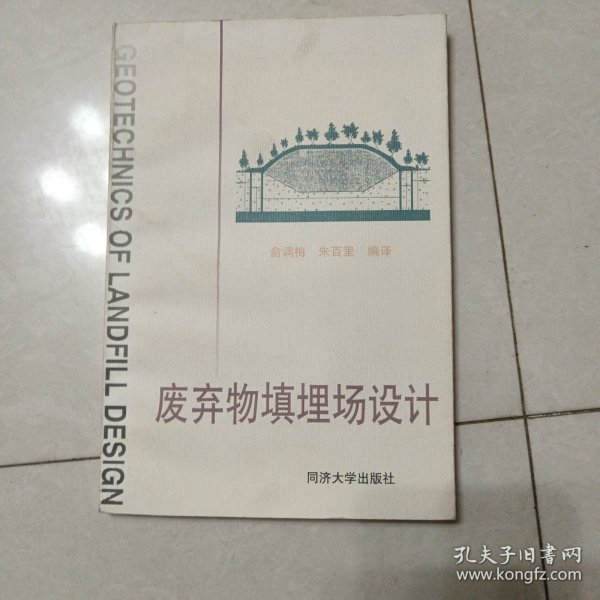 GEOTECHNICS OF LANDFILL DESIGN
俞调梅 朱百里 编译
废弃物填埋场设计
同济大学出版社
孔夫子旧书网
www.kongfz.com